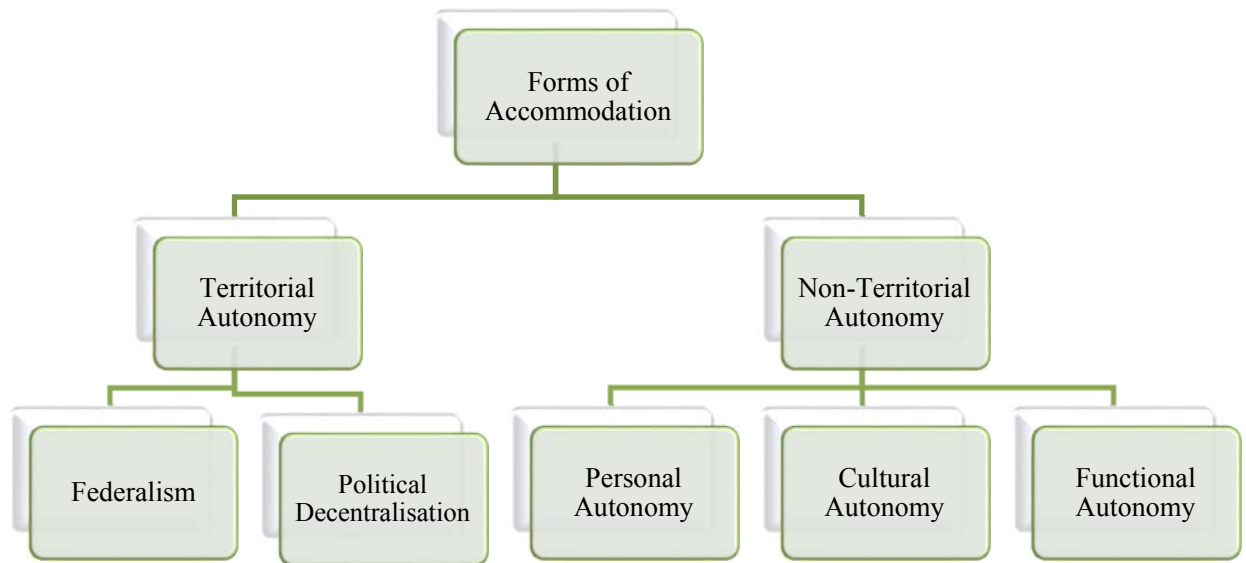 Forms of
Accommodation
Territorial
Autonomy
Non-Territorial
Autonomy
Federalism
Political
Decentralisation
Personal
Autonomy
Cultural
Autonomy
Functional
Autonomy